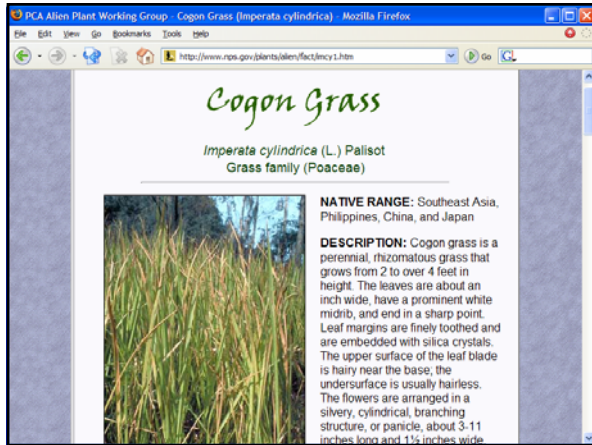 PCA Alien Plant Working Group - Cogon Grass (Imperata cylindrica) - Mozilla Firefox
File Edit View Go Bookmarks Tools Help
http://www.nps.gov/plants/alien/fact/imcy1.htm Go G
Cogon Grass
Imperata cylindrica (L.) Palisot
Grass family (Poaceae)
NATIVE RANGE: Southeast Asia,
Philippines, China, and Japan
DESCRIPTION: Cogon grass is a
perennial, rhizomatous grass that
grows from 2 to over 4 feet in
height. The leaves are about an
inch wide, have a prominent white
midrib, and end in a sharp point.
Leaf margins are finely toothed and
are embedded with silica crystals.
The upper surface of the leaf blade
is hairy near the base; the
undersurface is usually hairless.
The flowers are arranged in a
silvery, cylindrical, branching
structure, or panicle, about 3-11
inches long and 1½ inches wide